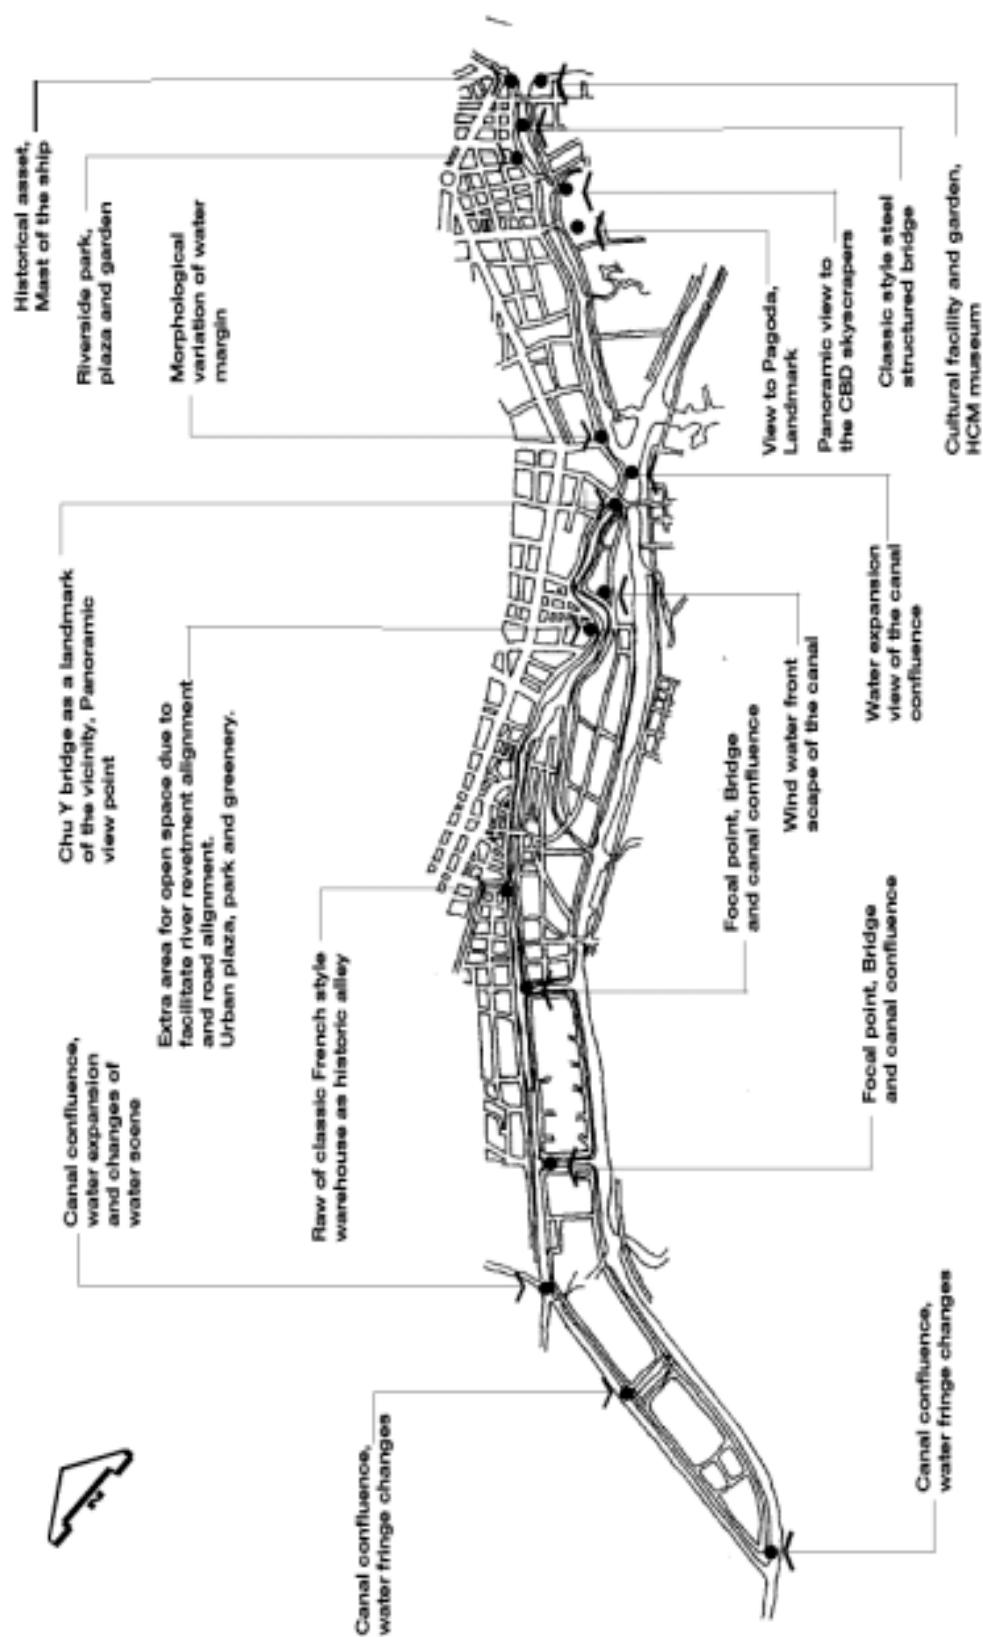 N
Canal confluence,
water fringe changes
Canal confluence,
water expansion
and changes of
water scene
Raw of classic French style
warehouse as historic alley
Extra area for open space due to
facilitate river revetment alignment
and road alignment.
Urban plaza, park and greenery.
Chu Y bridge as a landmark
of the vicinity, Panoramic
view point
Morphological
variation of water
margin
Riverside park,
plaza and garden
Historical asset,
Mast of the ship
Canal confluence,
water fringe changes
Focal point, Bridge
and canal confluence
Focal point, Bridge
and canal confluence
Wind water front
scape of the canal
Water expansion
view of the canal
confluence
View to Pagoda,
Landmark
Panoramic view to
the CBD skyscrapers
Classic style steel
structured bridge
Cultural facility and garden,
HCM museum